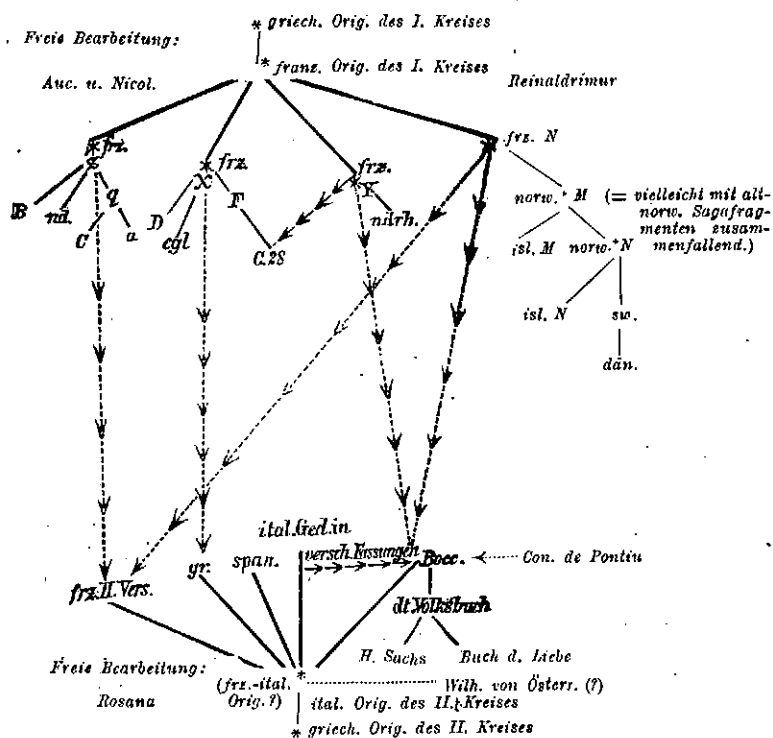 * griech. Orig. des I. Kreises
Freie Bearbeitung:
* franz. Orig. des I. Kreises
Auc. u. Nicol.
Reinaldrimur
* frz.
* frz.
frz.
* frz. N
X
* Y
B
nd.
q
C
a
D
cgl
F
C.28
ndrh.
norw. * M (= vielleicht mit alt-
norw. Sagafrag-
menten zusam-
menfallend.)
isl. M norw. * N
isl. N
sw.
dän.
ital. Ged. in
versch. Fassungen
frz. II. Vers.
gr.
span.
Bocc.
Con. de Pontiu
dt. Volksbuch
H. Sachs
Buch d. Liebe
Freie Bearbeitung:
Rosana
(frz.-ital.
Orig.?)
*
Wilh. von Österr. (?)
ital. Orig. des II. Kreises
* griech. Orig. des II. Kreises